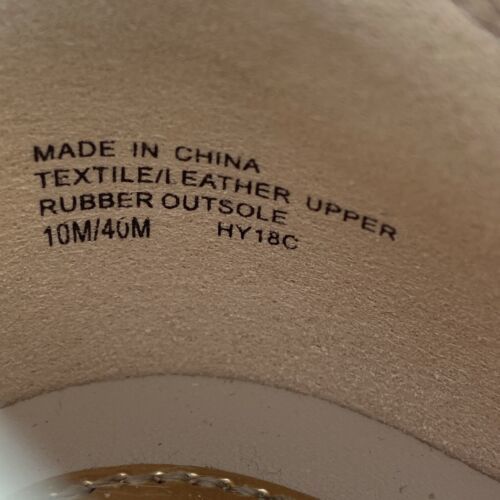 MADE IN CHINA
TEXTILE/LEATHER UPPER
RUBBER OUTSOLE
10M/40M HY18C